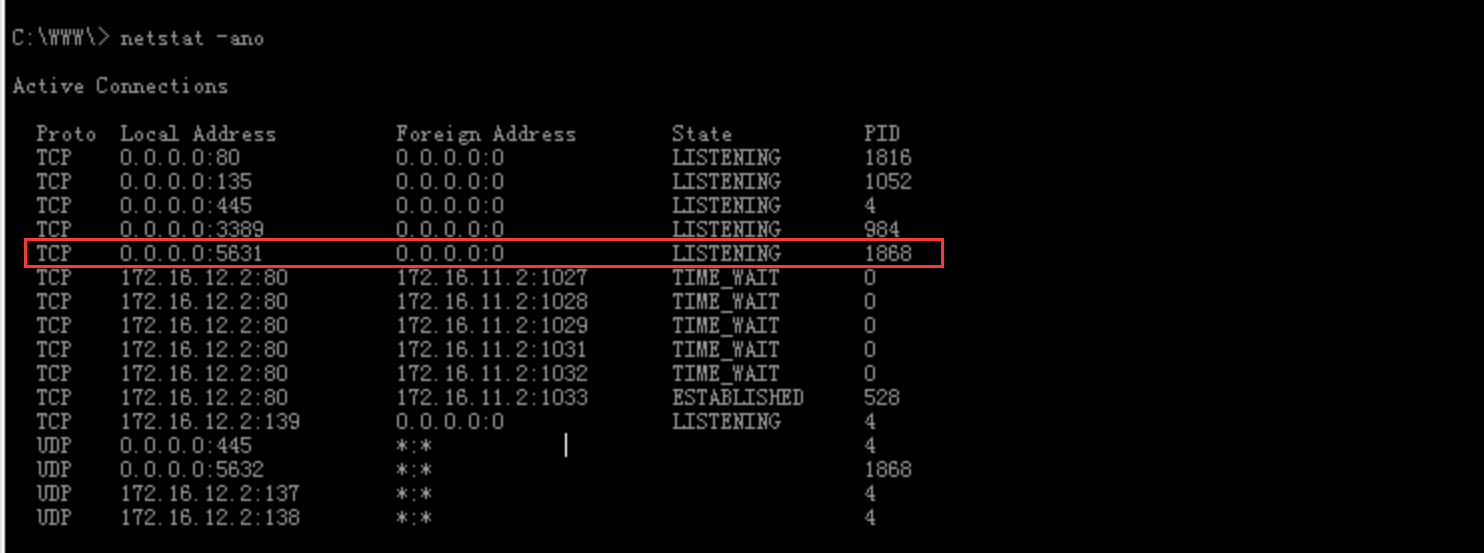 C:\WWW\> netstat -ano
Active Connections
Proto Local Address Foreign Address State PID
TCP 0.0.0.0:80 0.0.0.0:0 LISTENING 1816
TCP 0.0.0.0:135 0.0.0.0:0 LISTENING 1052
TCP 0.0.0.0:445 0.0.0.0:0 LISTENING 4
TCP 0.0.0.0:3389 0.0.0.0:0 LISTENING 984
TCP 0.0.0.0:5631 0.0.0.0:0 LISTENING 1868
TCP 172.16.12.2:80 172.16.11.2:1027 TIME_WAIT 0
TCP 172.16.12.2:80 172.16.11.2:1028 TIME_WAIT 0
TCP 172.16.12.2:80 172.16.11.2:1029 TIME_WAIT 0
TCP 172.16.12.2:80 172.16.11.2:1031 TIME_WAIT 0
TCP 172.16.12.2:80 172.16.11.2:1032 TIME_WAIT 0
TCP 172.16.12.2:80 172.16.11.2:1033 ESTABLISHED 528
TCP 172.16.12.2:139 0.0.0.0:0 LISTENING 4
UDP 0.0.0.0:445 *:* 4
UDP 0.0.0.0:5632 *:* 1868
UDP 172.16.12.2:137 *:* 4
UDP 172.16.12.2:138 *:* 4